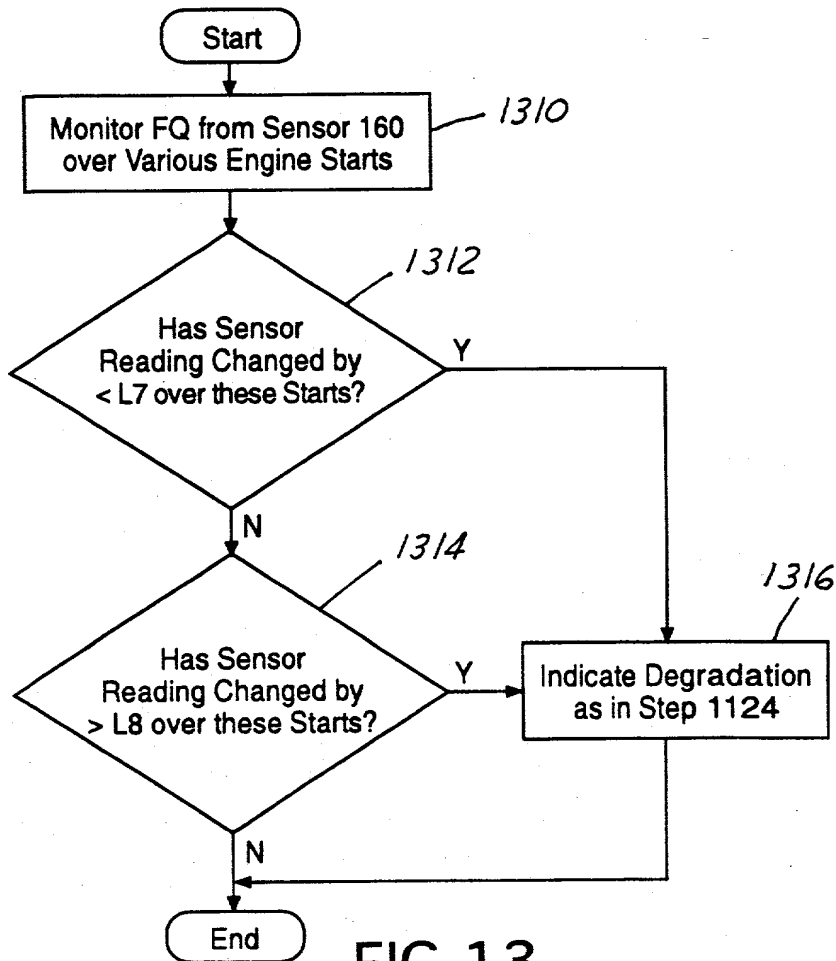 Start
1310
Monitor FQ from Sensor 160
over Various Engine Starts
1312
Has Sensor
Reading Changed by
< L7 over these Starts?
Y
N
1314
Has Sensor
Reading Changed by
> L8 over these Starts?
Y
1316
Indicate Degradation
as in Step 1124
N
End
FIG. 13